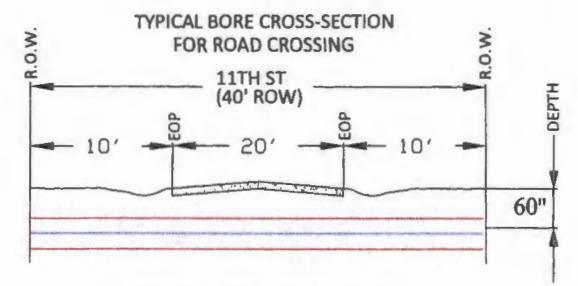 TYPICAL BORE CROSS-SECTION
FOR ROAD CROSSING
R.O.W.
R.O.W.
11TH ST
(40' ROW)
DEPTH
EOP
EOP
10'
20'
10'
60"